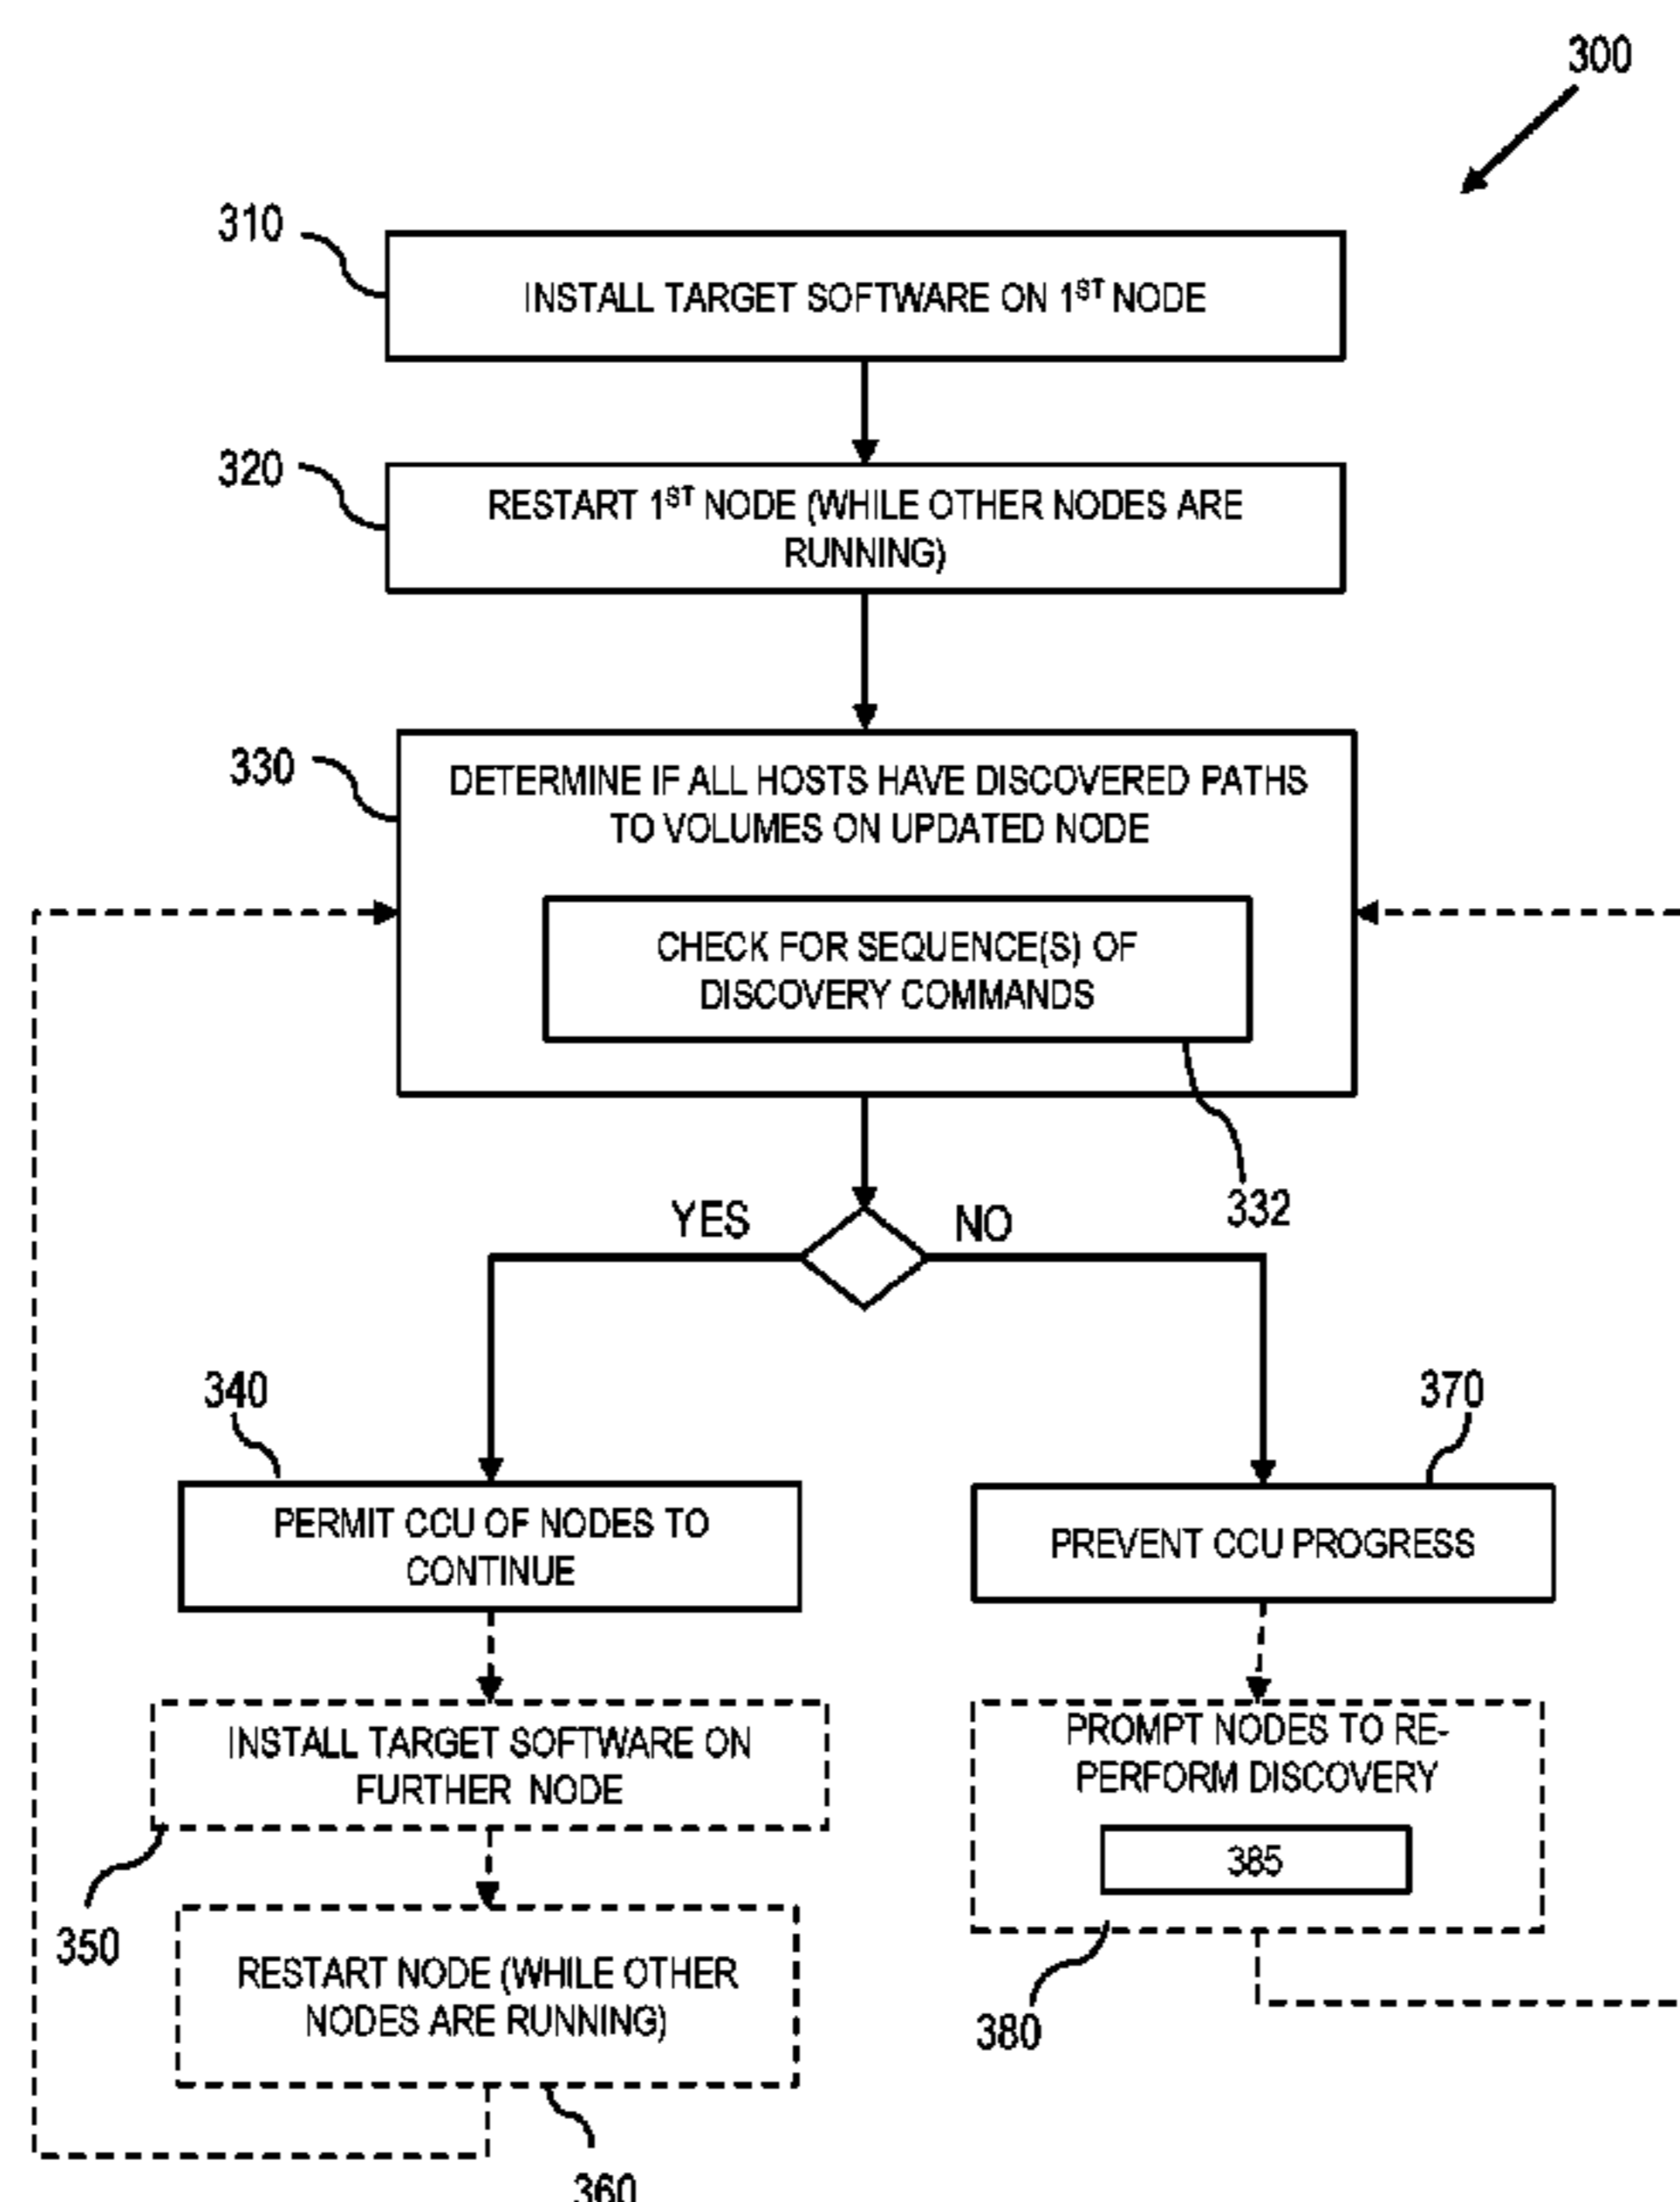 300
310
INSTALL TARGET SOFTWARE ON 1ST NODE
320
RESTART 1ST NODE (WHILE OTHER NODES ARE
RUNNING)
330
DETERMINE IF ALL HOSTS HAVE DISCOVERED PATHS
TO VOLUMES ON UPDATED NODE
CHECK FOR SEQUENCE(S) OF
DISCOVERY COMMANDS
332
YES
NO
340
PERMIT CCU OF NODES TO
CONTINUE
370
PREVENT CCU PROGRESS
INSTALL TARGET SOFTWARE ON
FURTHER NODE
350
PROMPT NODES TO RE-
PERFORM DISCOVERY
385
380
RESTART NODE (WHILE OTHER
NODES ARE RUNNING)
360